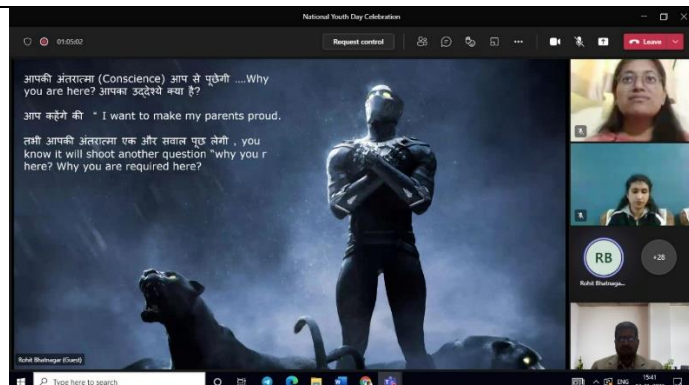 National Youth Day Celebration
01:05:02
Request control
Leave
आपकी अंतरात्मा (Conscience) आप से पूछेगी ....Why
you are here? आपका उद्देश्ये क्या है?
आप कहेंगे की " I want to make my parents proud.
तभी आपकी अंतरात्मा एक और सवाल पूछ लेगी , you
know it will shoot another question "why you r
here? Why you are required here?
RB
+28
Rohit Bhatnaga...
Rohit Bhatnagar (Guest)
Type here to search
ENG
15:41